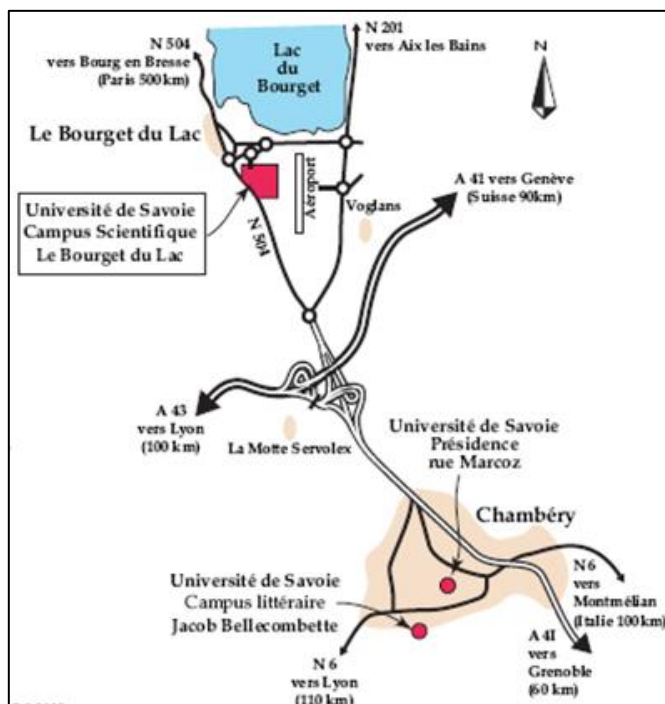 N 504
vers Bourg en Bresse
(Paris 500km)
Lac
du
Bourget
N 201
vers Aix les Bains
N
Le Bourget du Lac
Aéroport
Voglans
A 41 vers Genève
(Suisse 90km)
Université de Savoie
Campus Scientifique
Le Bourget du Lac
N 504
A 43
vers Lyon
(100 km)
La Motte Servolex
Université de Savoie
Présidence
rue Marcoz
Chambéry
Université de Savoie
Campus littéraire
Jacob Bellecombette
N6
vers
Montmélian
(Italie 100km)
N 6
vers Lyon
(110 km)
A 41
vers
Grenoble
(60 km)